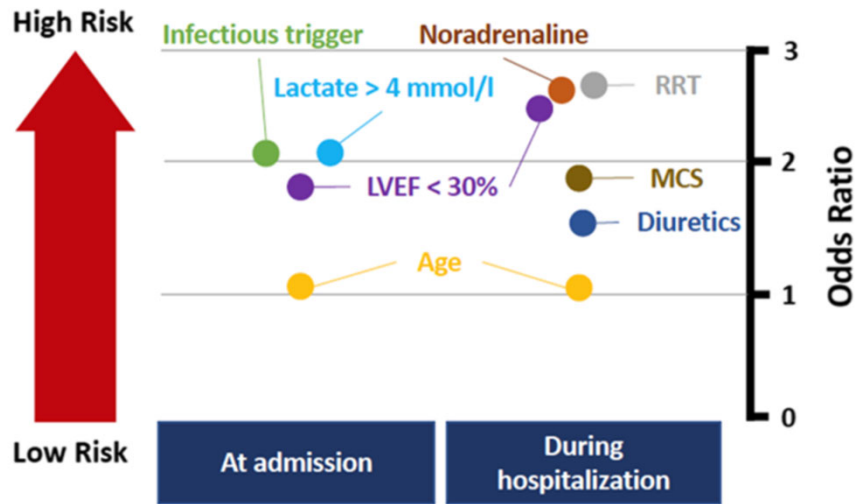 High Risk
Infectious trigger
Noradrenaline
3
Lactate > 4 mmol/l
RRT
2
LVEF < 30%
MCS
Diuretics
Age
1
Odds Ratio
0
Low Risk
At admission
During
hospitalization